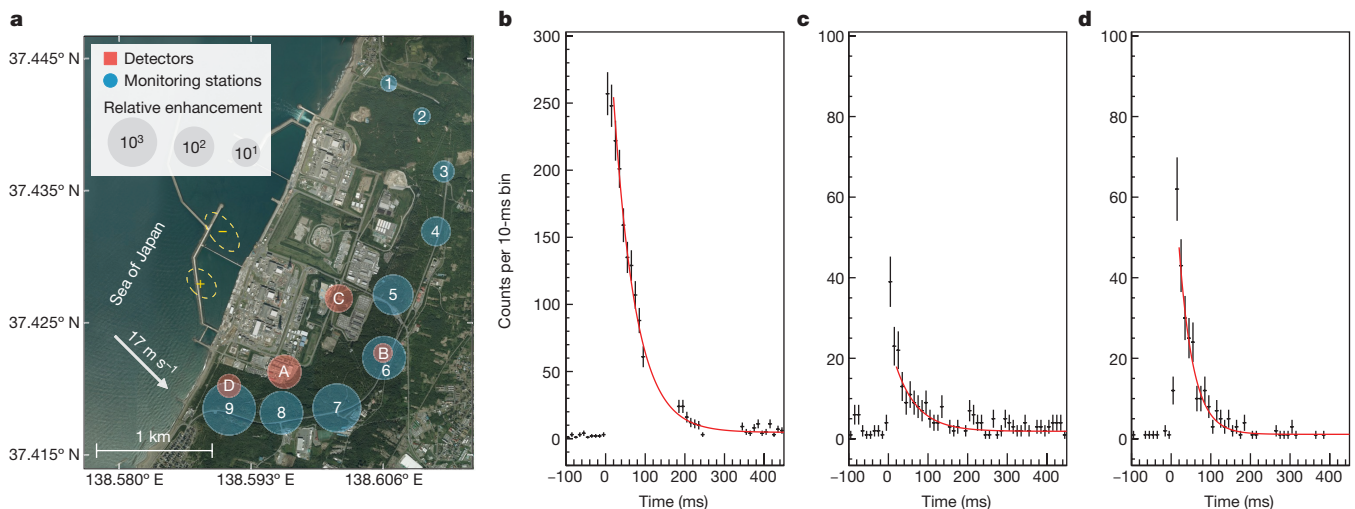 a
37.445º N
37.435º N
37.425º N
37.415º N
138.580° E
138.593° E
138.606° E
Detectors
Monitoring stations
Relative enhancement
10³
10²
10¹
1
2
3
4
5
6
7
8
9
A
B
C
D
–
+
Sea of Japan
17 m s⁻¹
1 km
b
Counts per 10-ms bin
300
250
200
150
100
50
0
−100 0 100 200 300 400
Time (ms)
c
100
80
60
40
20
0
−100 0 100 200 300 400
Time (ms)
d
100
80
60
40
20
0
−100 0 100 200 300 400
Time (ms)